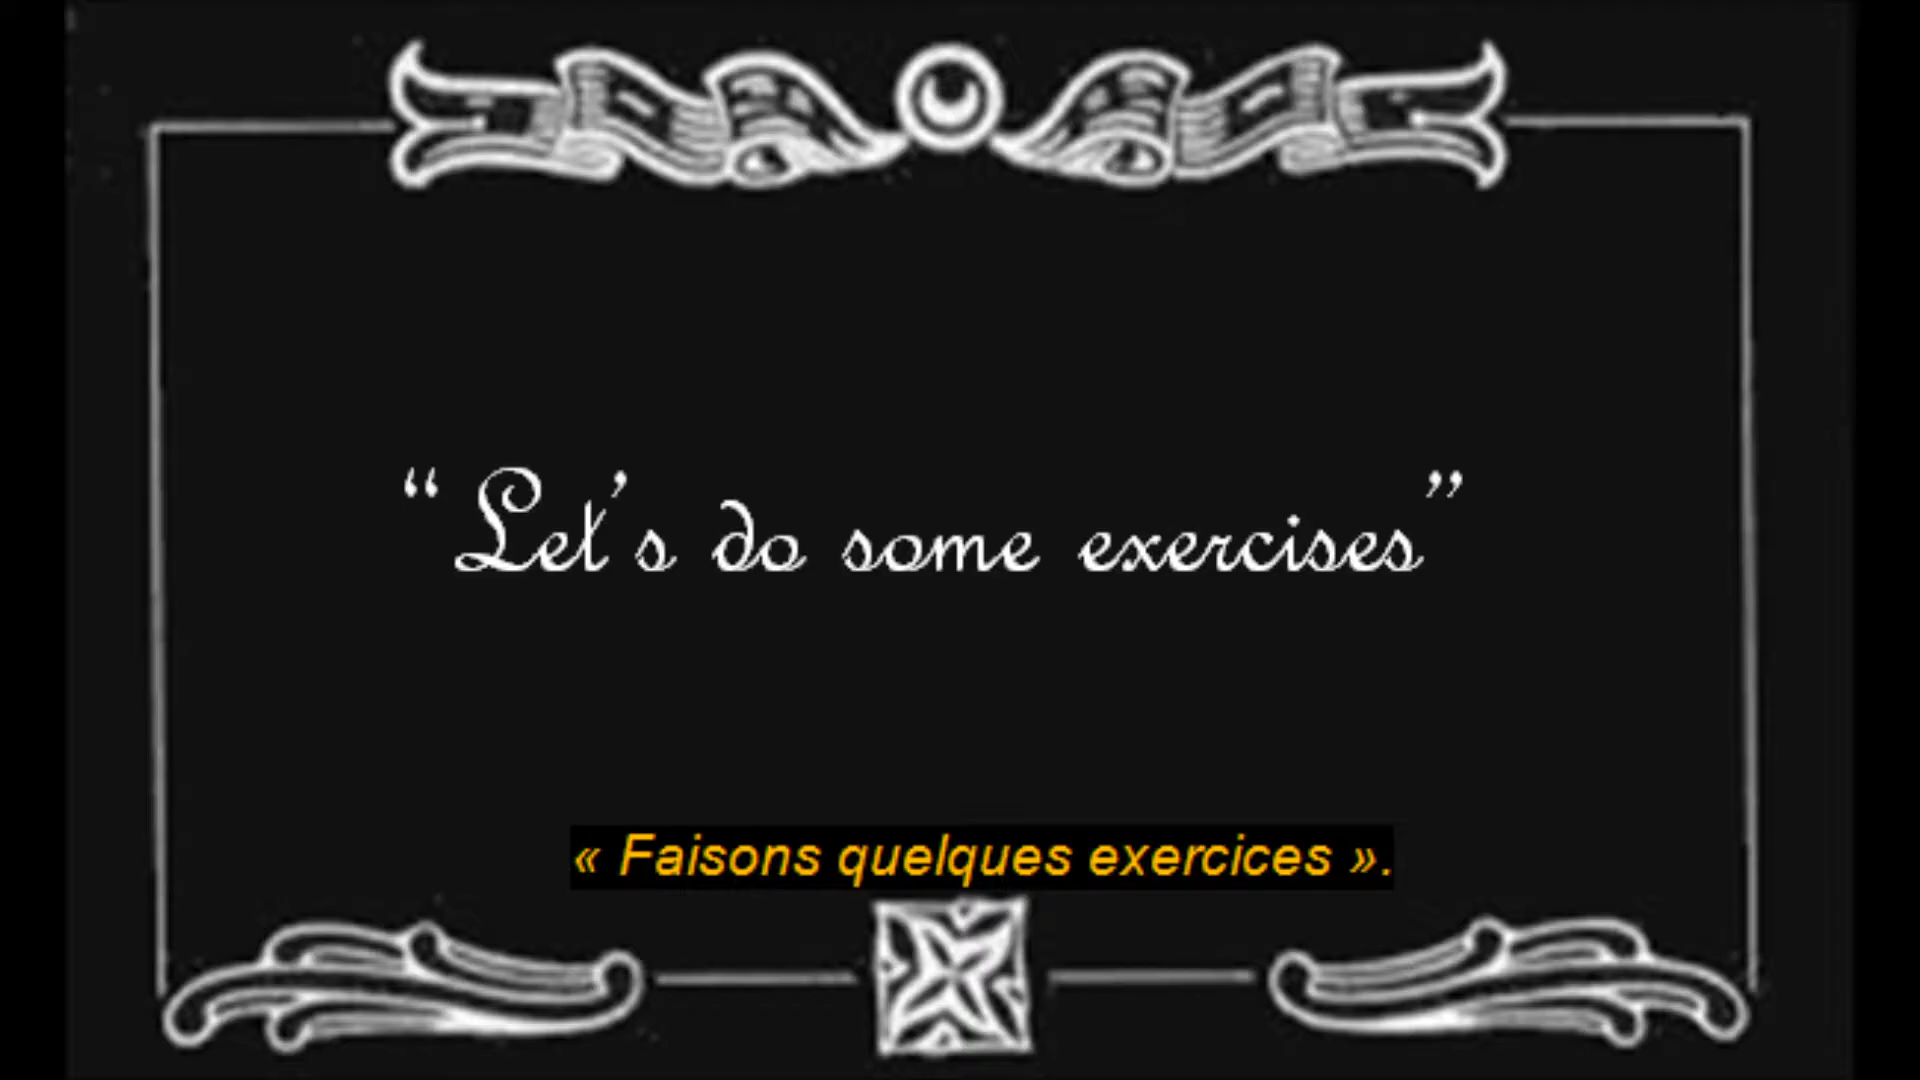 “Let’s do some exercises”
« Faisons quelques exercices ».